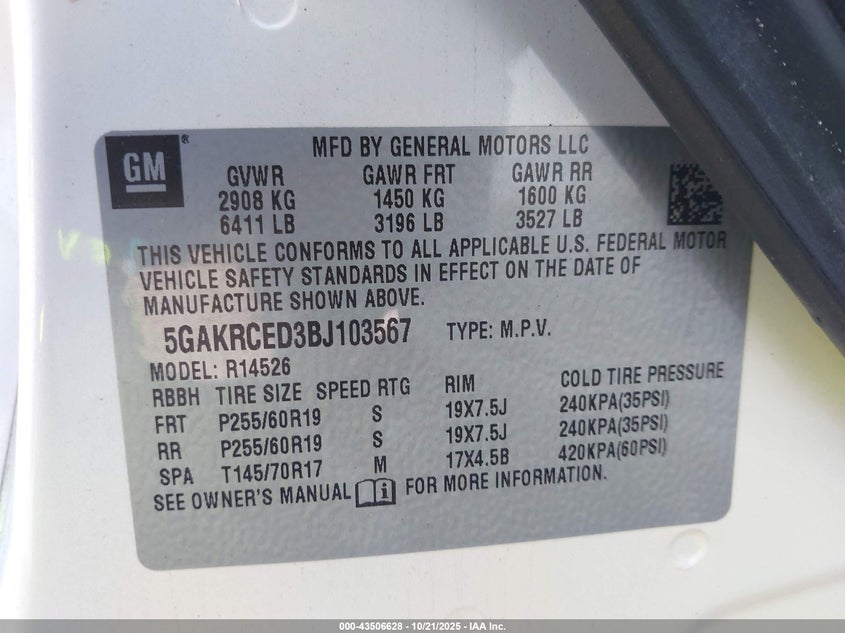 GM ®
MFD BY GENERAL MOTORS LLC
GVWR GAWR FRT GAWR RR
2908 KG 1450 KG 1600 KG
6411 LB 3196 LB 3527 LB
THIS VEHICLE CONFORMS TO ALL APPLICABLE U.S. FEDERAL MOTOR
VEHICLE SAFETY STANDARDS IN EFFECT ON THE DATE OF
MANUFACTURE SHOWN ABOVE.
5GAKRCED3BJ103567 TYPE: M.P.V.
MODEL: R14526
RBBH TIRE SIZE SPEED RTG RIM COLD TIRE PRESSURE
FRT P255/60R19 S 19X7.5J 240KPA(35PSI)
RR P255/60R19 S 19X7.5J 240KPA(35PSI)
SPA T145/70R17 M 17X4.5B 420KPA(60PSI)
SEE OWNER'S MANUAL i FOR MORE INFORMATION.
000-43506628 - 10/21/2025 - IAA Inc.